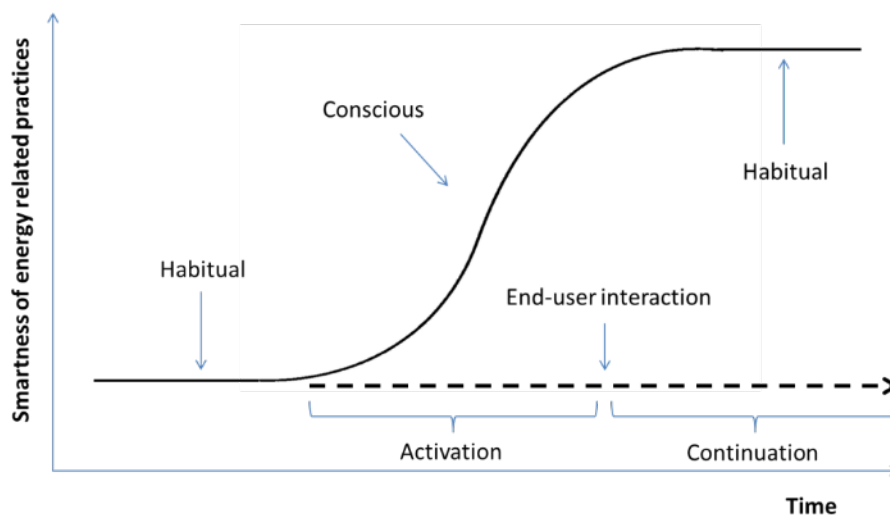 Smartness of energy related practices
Conscious
Habitual
Habitual
End-user interaction
Activation
Continuation
Time